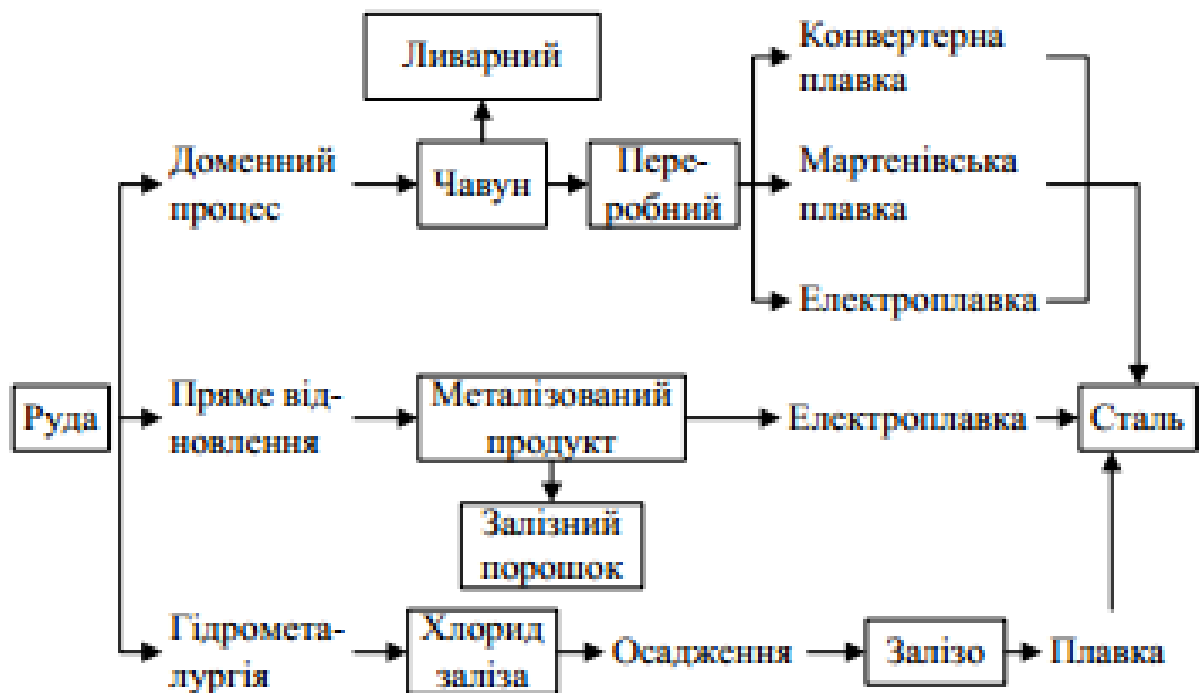 Ливарний
Конвертерна
плавка
Доменний
процес
Чавун
Пере-
робний
Мартенівська
плавка
Електроплавка
Руда
Пряме від-
новлення
Металізований
продукт
Електроплавка
Сталь
Залізний
порошок
Гідромета-
лургія
Хлорид
заліза
Осадження
Залізо
Плавка